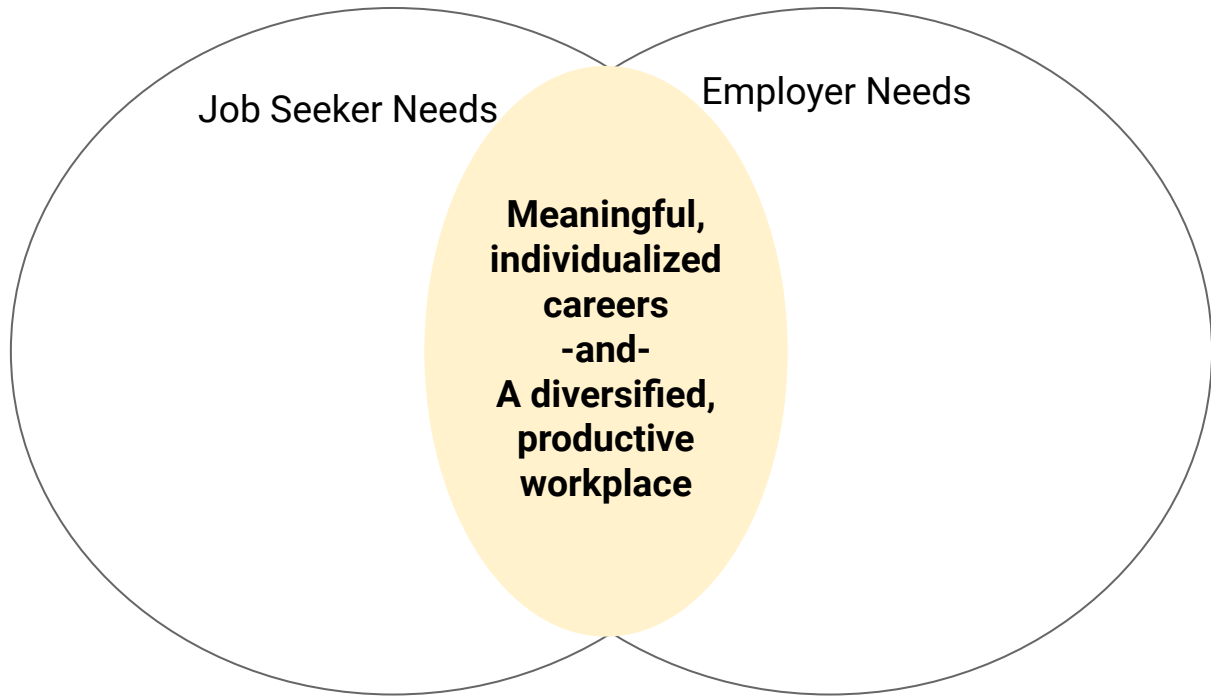 Job Seeker Needs
Employer Needs
Meaningful,
individualized
careers
-and-
A diversified,
productive
workplace